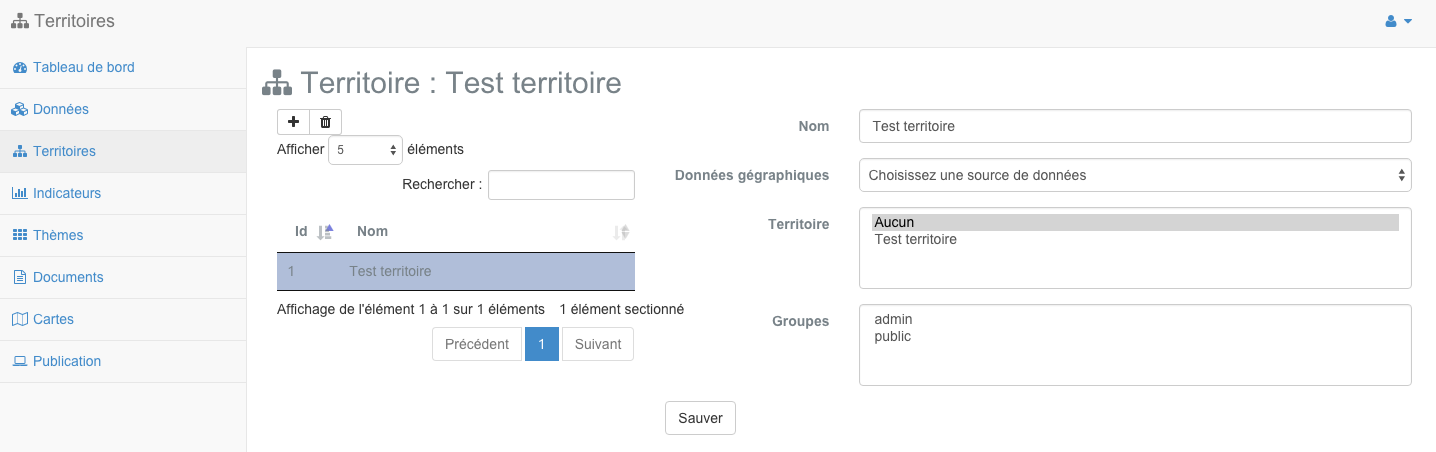 Territoires
Tableau de bord
Données
Territoires
Indicateurs
Thèmes
Documents
Cartes
Publication
Territoire : Test territoire
Afficher 5 éléments
Rechercher :
Id Nom
1 Test territoire
Affichage de l'élément 1 à 1 sur 1 éléments 1 élément sectionné
Précédent 1 Suivant
Nom Test territoire
Données gégraphiques Choisissez une source de données
Territoire Aucun
Test territoire
Groupes admin
public
Sauver